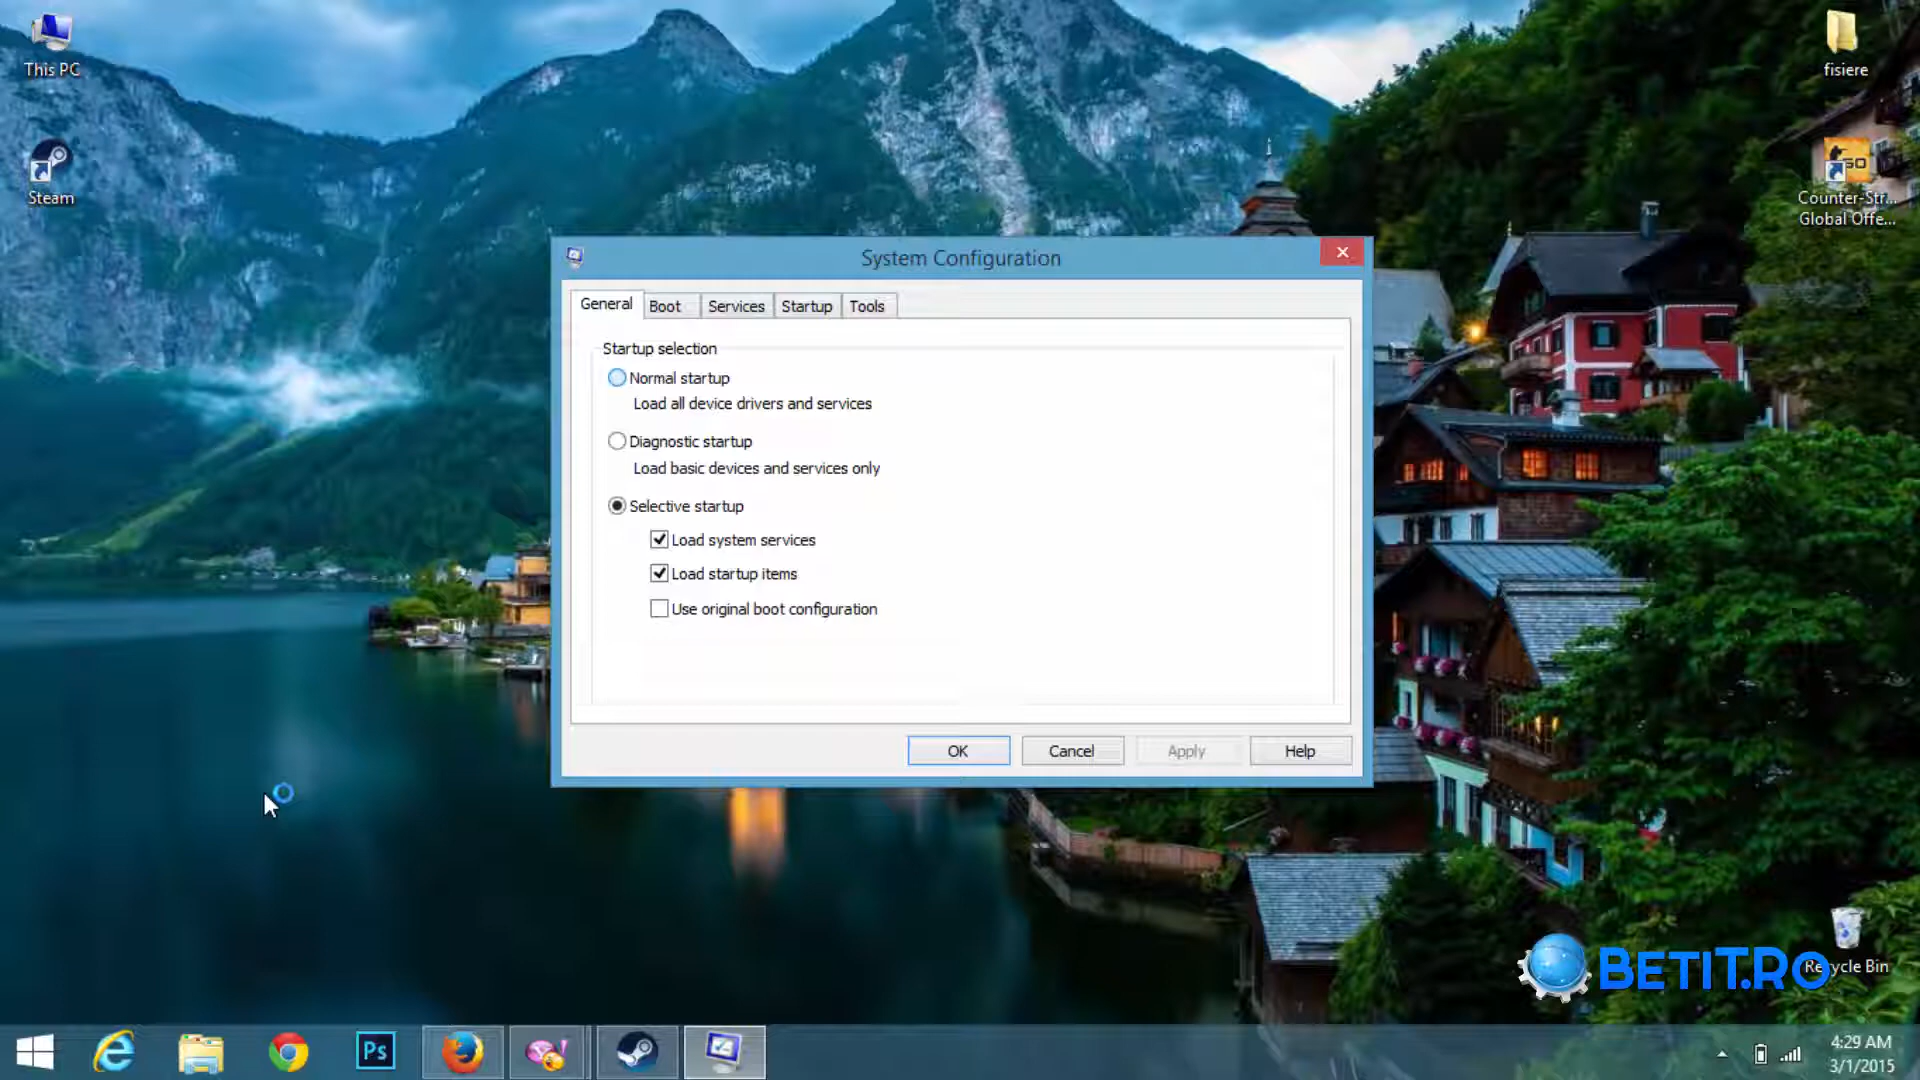 This PC
Steam
fisiere
GO
Counter-Str...
Global Offe...
System Configuration
General
Boot
Services
Startup
Tools
Startup selection
Normal startup
Load all device drivers and services
Diagnostic startup
Load basic devices and services only
Selective startup
Load system services
Load startup items
Use original boot configuration
OK
Cancel
Apply
Help
BETIT.RO
Recycle Bin
Ps
4:29 AM
3/1/2015